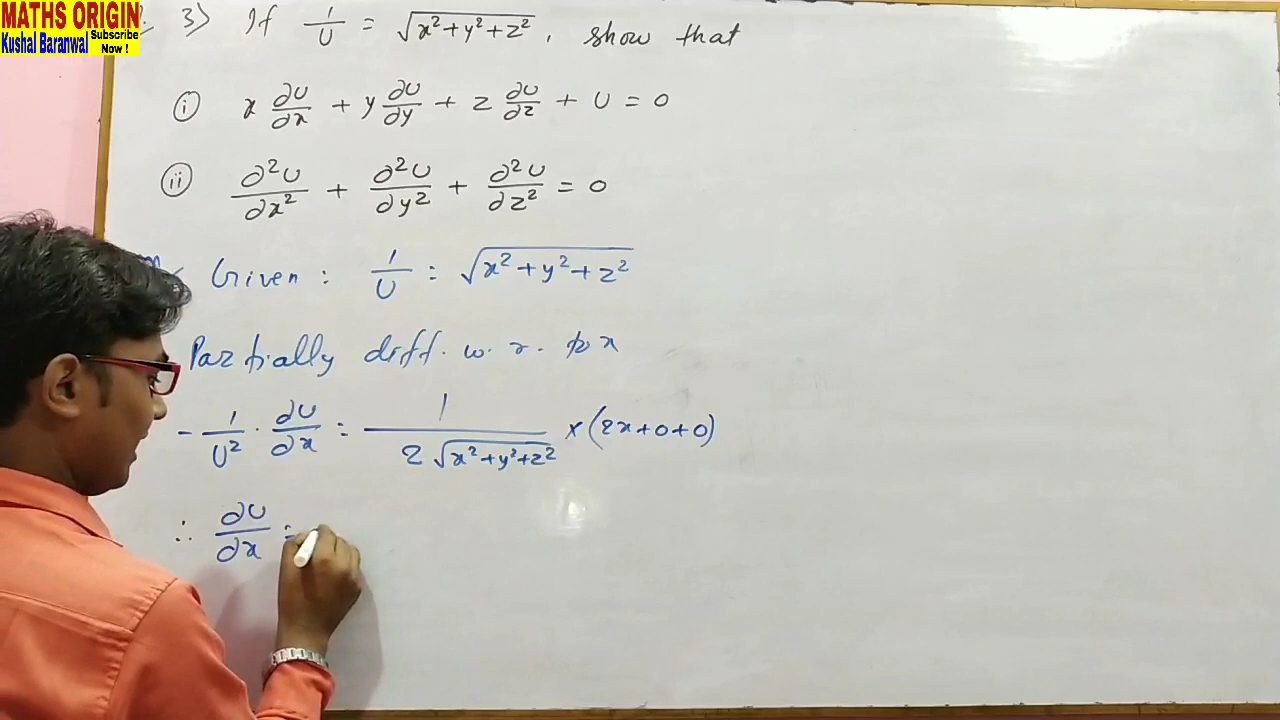 MATHS ORIGIN
Kushal Baranwal Subscribe Now !
3) If 1/U = √(x²+y²+z²), show that
(i) x ∂U/∂x + y ∂U/∂y + z ∂U/∂z + U = 0
(ii) ∂²U/∂x² + ∂²U/∂y² + ∂²U/∂z² = 0
Given : 1/U = √(x²+y²+z²)
Partially diff. w. r. to x
- 1/U² · ∂U/∂x = 1/(2√(x²+y²+z²)) × (2x+0+0)
∴ ∂U/∂x =